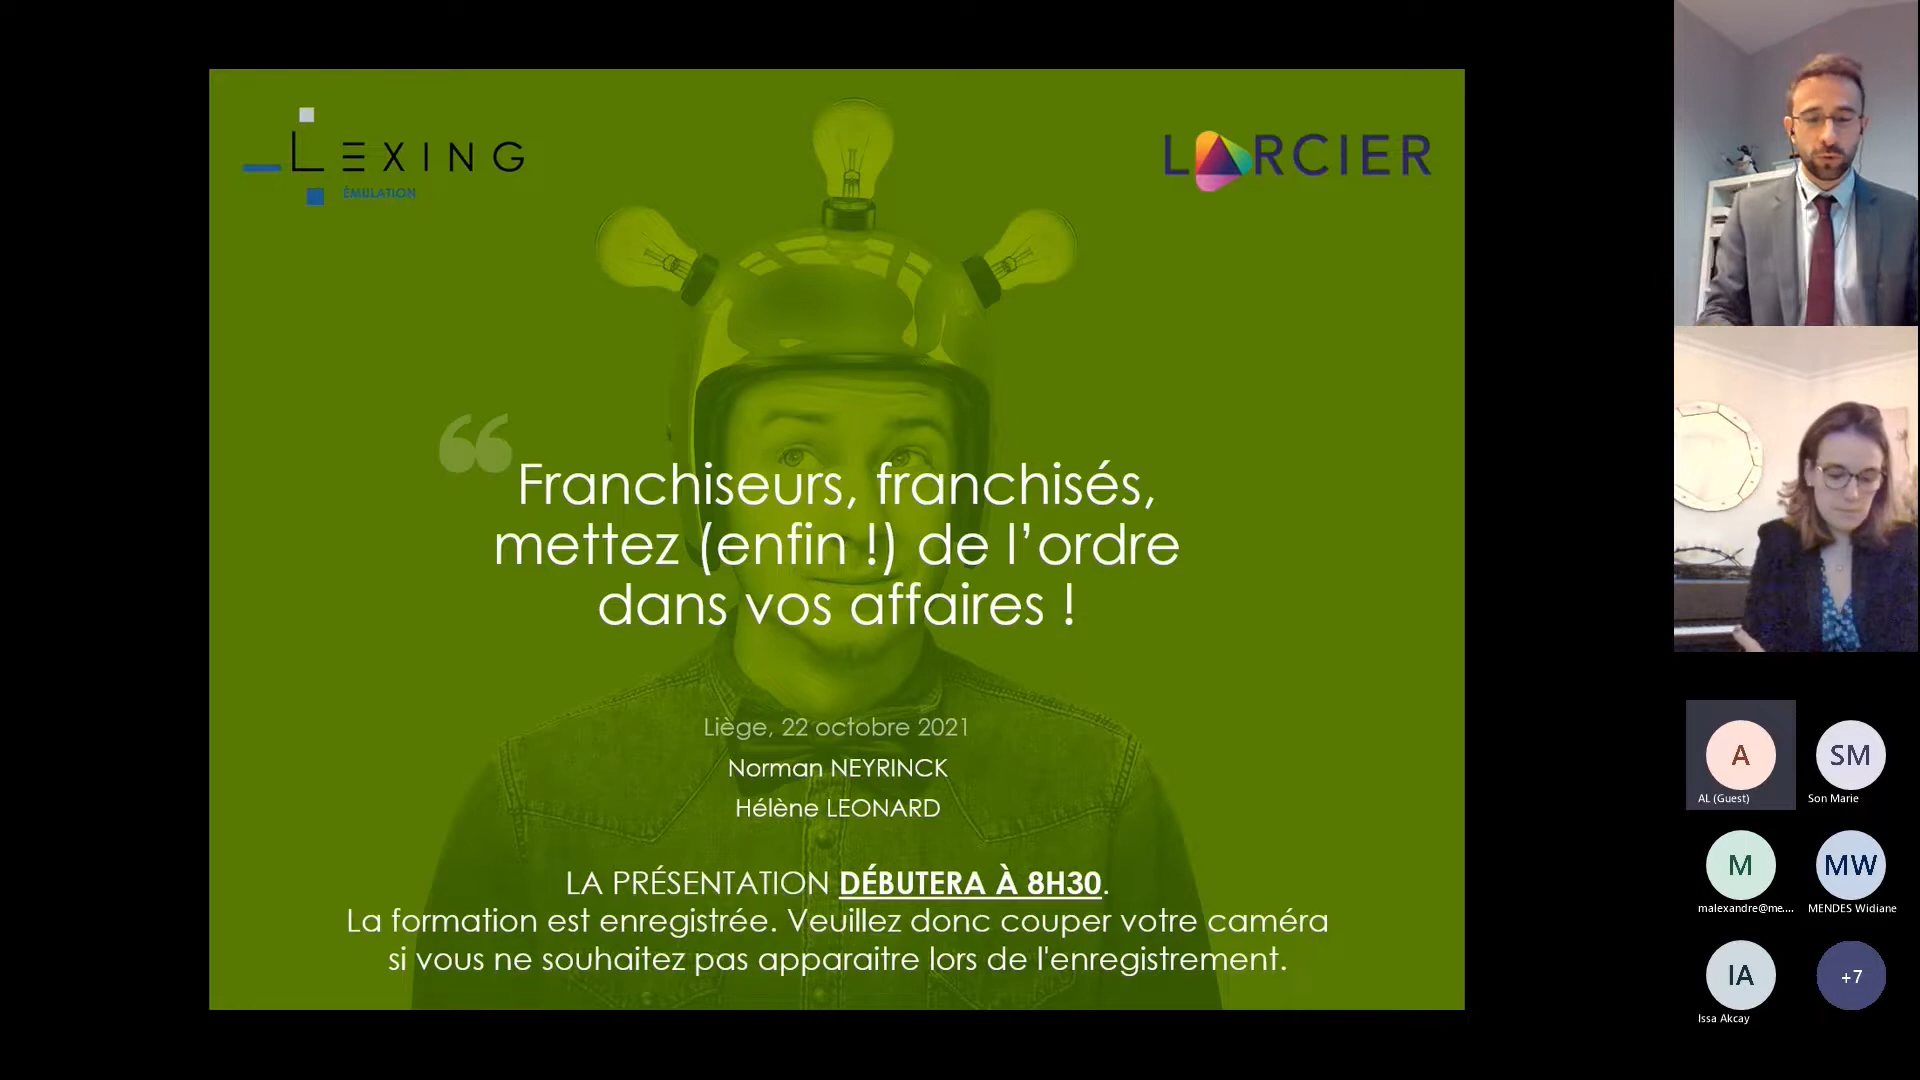 LEXING
ÉMULATION
LARCIER
“
Franchiseurs, franchisés,
mettez (enfin !) de l’ordre
dans vos affaires !
Liège, 22 octobre 2021
Norman NEYRINCK
Hélène LEONARD
LA PRÉSENTATION DÉBUTERA À 8H30.
La formation est enregistrée. Veuillez donc couper votre caméra
si vous ne souhaitez pas apparaitre lors de l'enregistrement.
A
AL (Guest)
SM
Son Marie
M
malexandre@me....
MW
MENDES Widiane
IA
Issa Akcay
+7